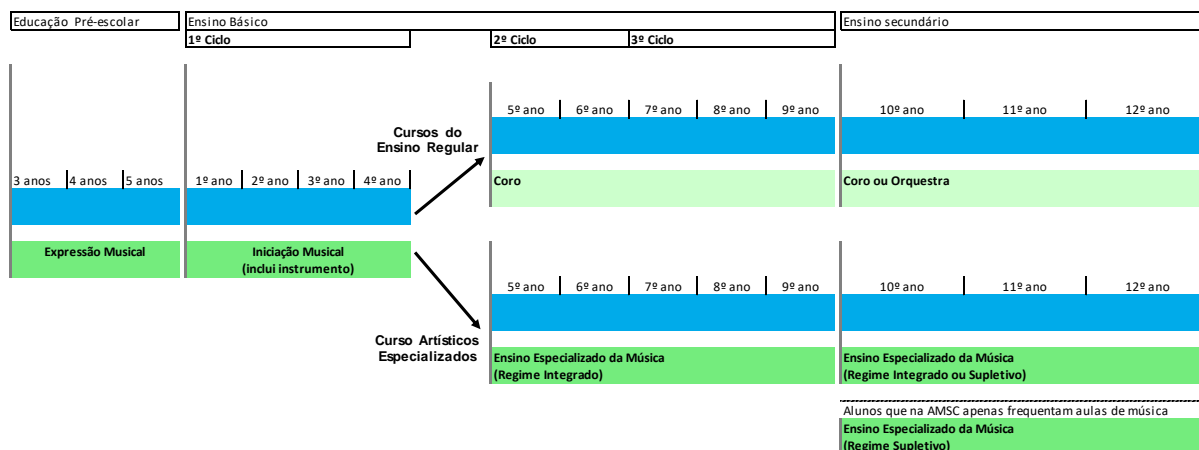 Educação Pré-escolar
Ensino Básico
Ensino secundário
1º Ciclo
2º Ciclo
3º Ciclo
5º ano 6º ano 7º ano 8º ano 9º ano
10º ano 11º ano 12º ano
Cursos do
Ensino Regular
3 anos 4 anos 5 anos
1º ano 2º ano 3º ano 4º ano
Coro
Coro ou Orquestra
Expressão Musical
Iniciação Musical
(inclui instrumento)
5º ano 6º ano 7º ano 8º ano 9º ano
10º ano 11º ano 12º ano
Curso Artísticos
Especializados
Ensino Especializado da Música
(Regime Integrado)
Ensino Especializado da Música
(Regime Integrado ou Supletivo)
Alunos que na AMSC apenas frequentam aulas de música
Ensino Especializado da Música
(Regime Supletivo)